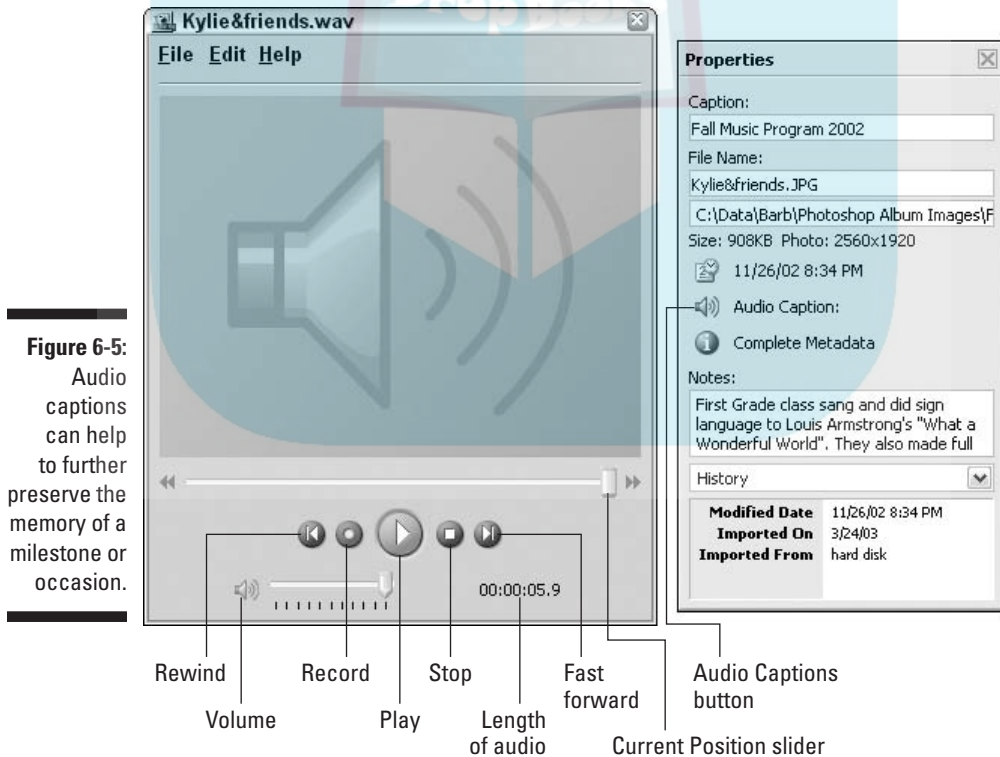 Kylie&friends.wav
File Edit Help
00:00:05.9
Properties
Caption:
Fall Music Program 2002
File Name:
Kylie&friends.JPG
C:\Data\Barb\Photoshop Album Images\F
Size: 908KB Photo: 2560x1920
11/26/02 8:34 PM
Audio Caption:
Complete Metadata
Notes:
First Grade class sang and did sign
language to Louis Armstrong's "What a
Wonderful World". They also made full
History
Modified Date 11/26/02 8:34 PM
Imported On 3/24/03
Imported From hard disk
Figure 6-5:
Audio
captions
can help
to further
preserve the
memory of a
milestone or
occasion.
Rewind
Record
Stop
Fast
forward
Audio Captions
button
Volume
Play
Length
of audio
Current Position slider